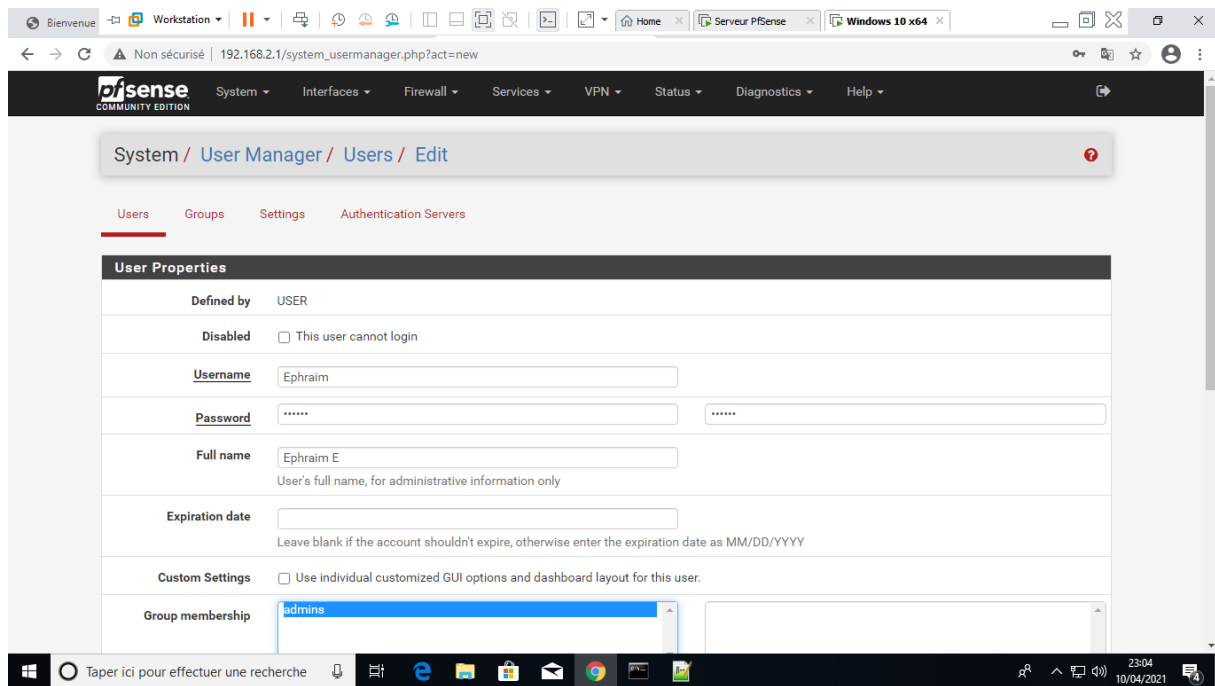 Bienvenue
Workstation
Home
Serveur PfSense
Windows 10 x64
Non sécurisé
192.168.2.1/system_usermanager.php?act=new
pfsense
COMMUNITY EDITION
System
Interfaces
Firewall
Services
VPN
Status
Diagnostics
Help
System / User Manager / Users / Edit
Users
Groups
Settings
Authentication Servers
User Properties
Defined by
USER
Disabled
This user cannot login
Username
Ephraim
Password
••••••
••••••
Full name
Ephraim E
User's full name, for administrative information only
Expiration date
Leave blank if the account shouldn't expire, otherwise enter the expiration date as MM/DD/YYYY
Custom Settings
Use individual customized GUI options and dashboard layout for this user.
Group membership
admins
Taper ici pour effectuer une recherche
23:04
10/04/2021
4